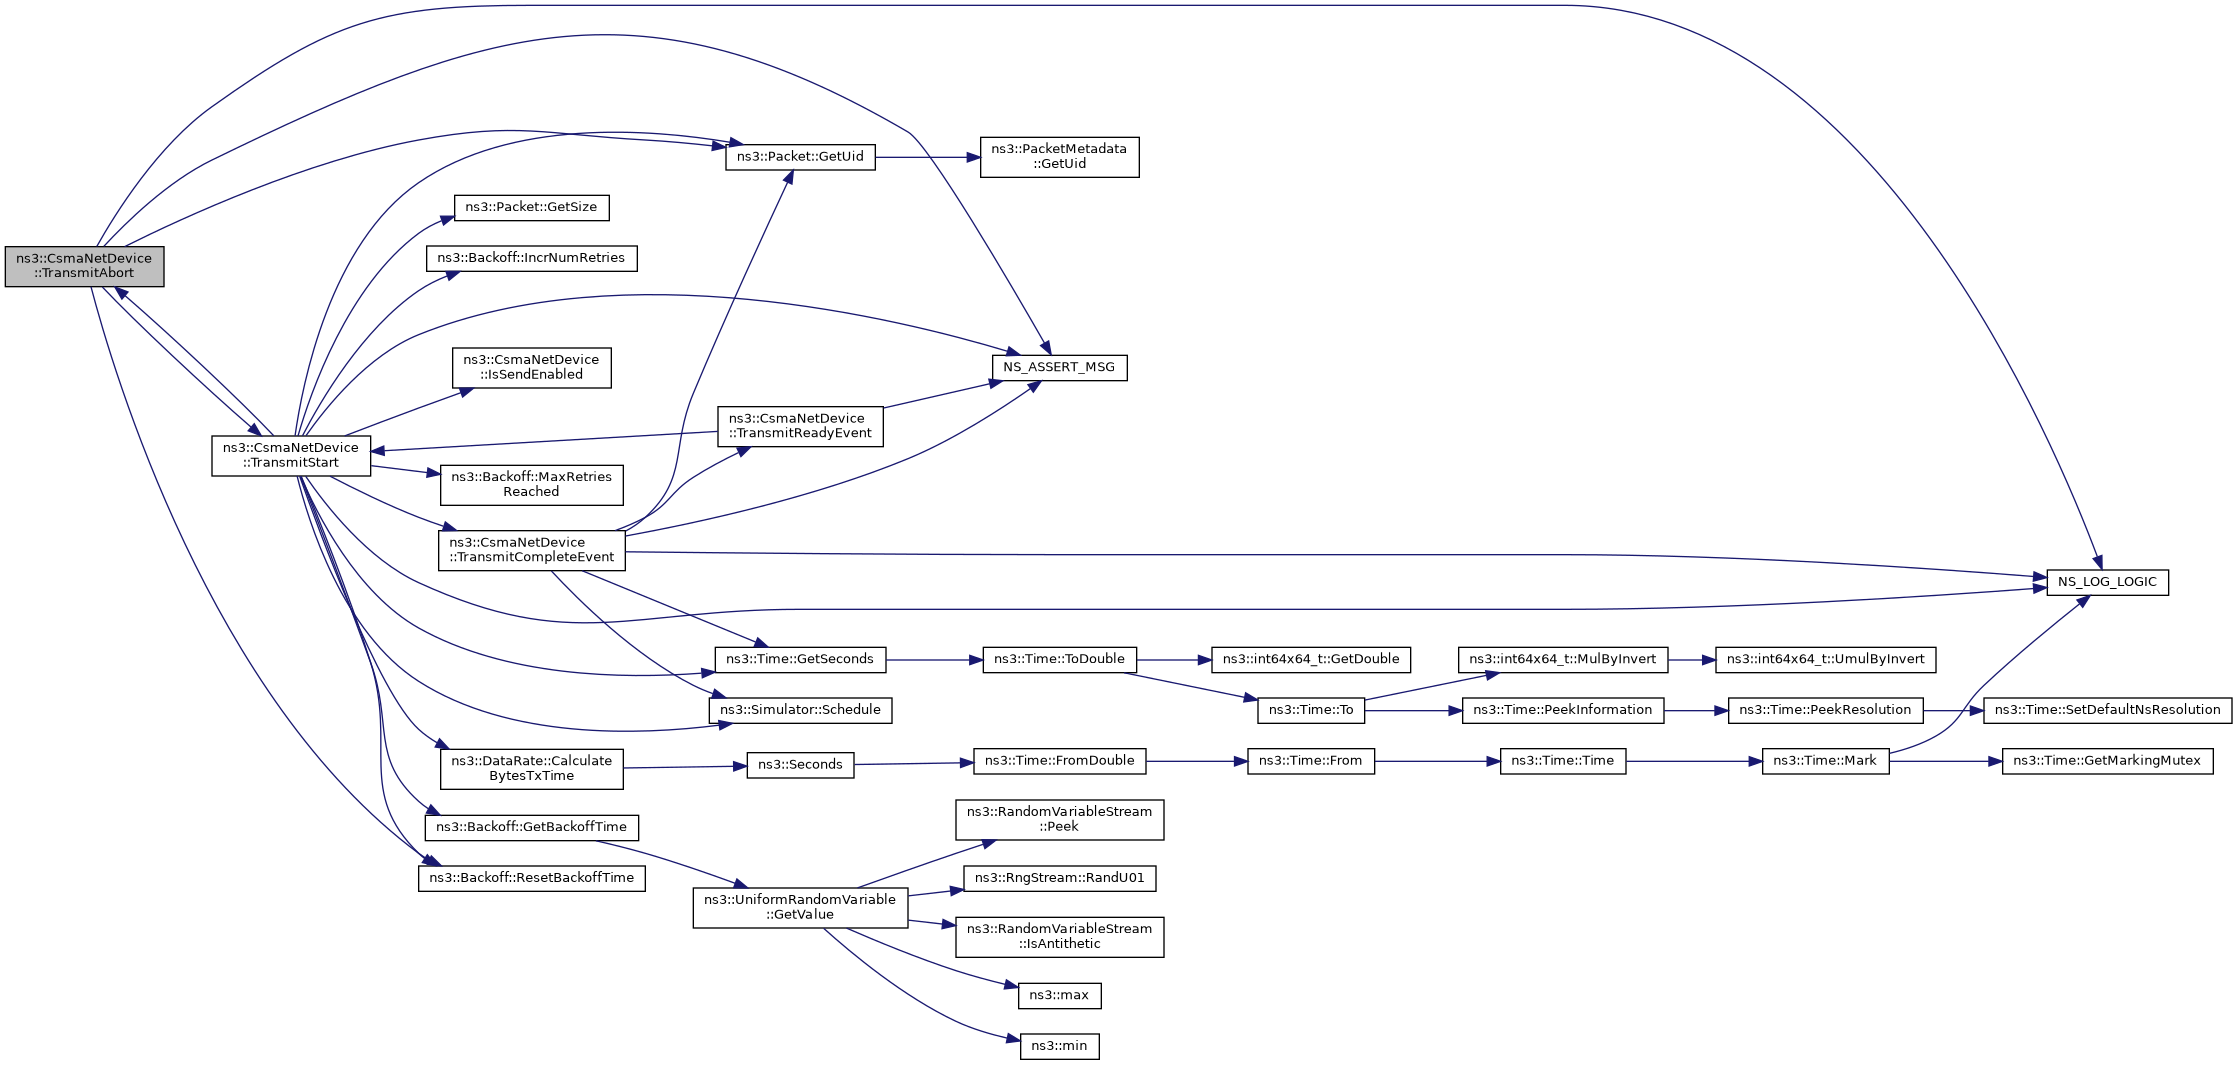 ns3::CsmaNetDevice
::TransmitAbort
ns3::CsmaNetDevice
::TransmitStart
ns3::Packet::GetSize
ns3::Backoff::IncrNumRetries
ns3::CsmaNetDevice
::IsSendEnabled
ns3::Backoff::MaxRetries
Reached
ns3::CsmaNetDevice
::TransmitCompleteEvent
ns3::DataRate::Calculate
BytesTxTime
ns3::Backoff::GetBackoffTime
ns3::Backoff::ResetBackoffTime
ns3::Packet::GetUid
ns3::CsmaNetDevice
::TransmitReadyEvent
ns3::Time::GetSeconds
ns3::Simulator::Schedule
ns3::Seconds
ns3::UniformRandomVariable
::GetValue
ns3::PacketMetadata
::GetUid
NS_ASSERT_MSG
ns3::Time::ToDouble
ns3::Time::FromDouble
ns3::RandomVariableStream
::Peek
ns3::RngStream::RandU01
ns3::RandomVariableStream
::IsAntithetic
ns3::max
ns3::min
ns3::int64x64_t::GetDouble
ns3::Time::To
ns3::Time::From
ns3::int64x64_t::MulByInvert
ns3::Time::PeekInformation
ns3::Time::Time
ns3::int64x64_t::UmulByInvert
ns3::Time::PeekResolution
ns3::Time::Mark
NS_LOG_LOGIC
ns3::Time::SetDefaultNsResolution
ns3::Time::GetMarkingMutex